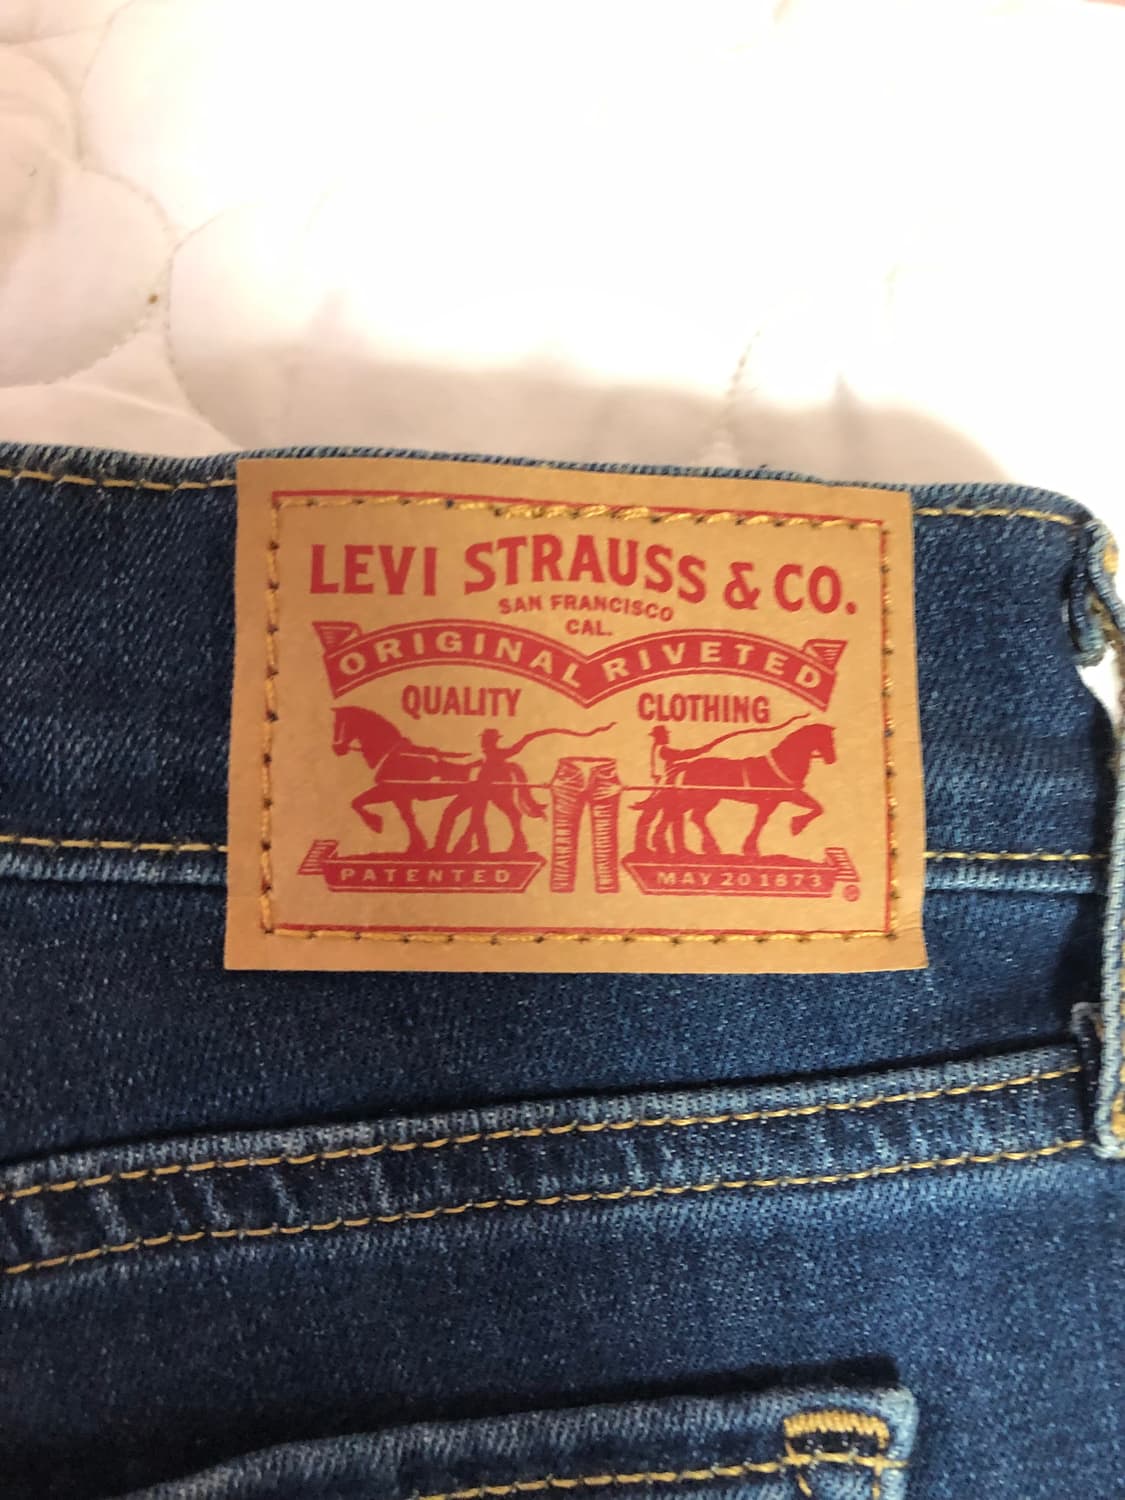 LEVI STRAUSS & CO.
SAN FRANCISCO
CAL.
ORIGINAL RIVETED
QUALITY CLOTHING
PATENTED MAY 20 1873
®